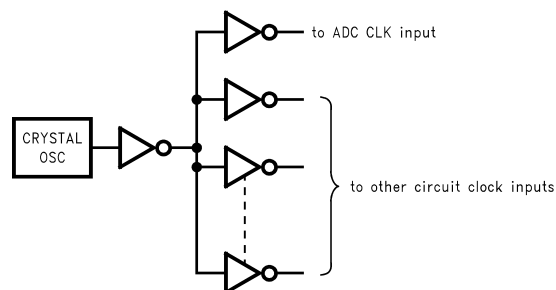 to ADC CLK input
CRYSTAL
OSC
to other circuit clock inputs